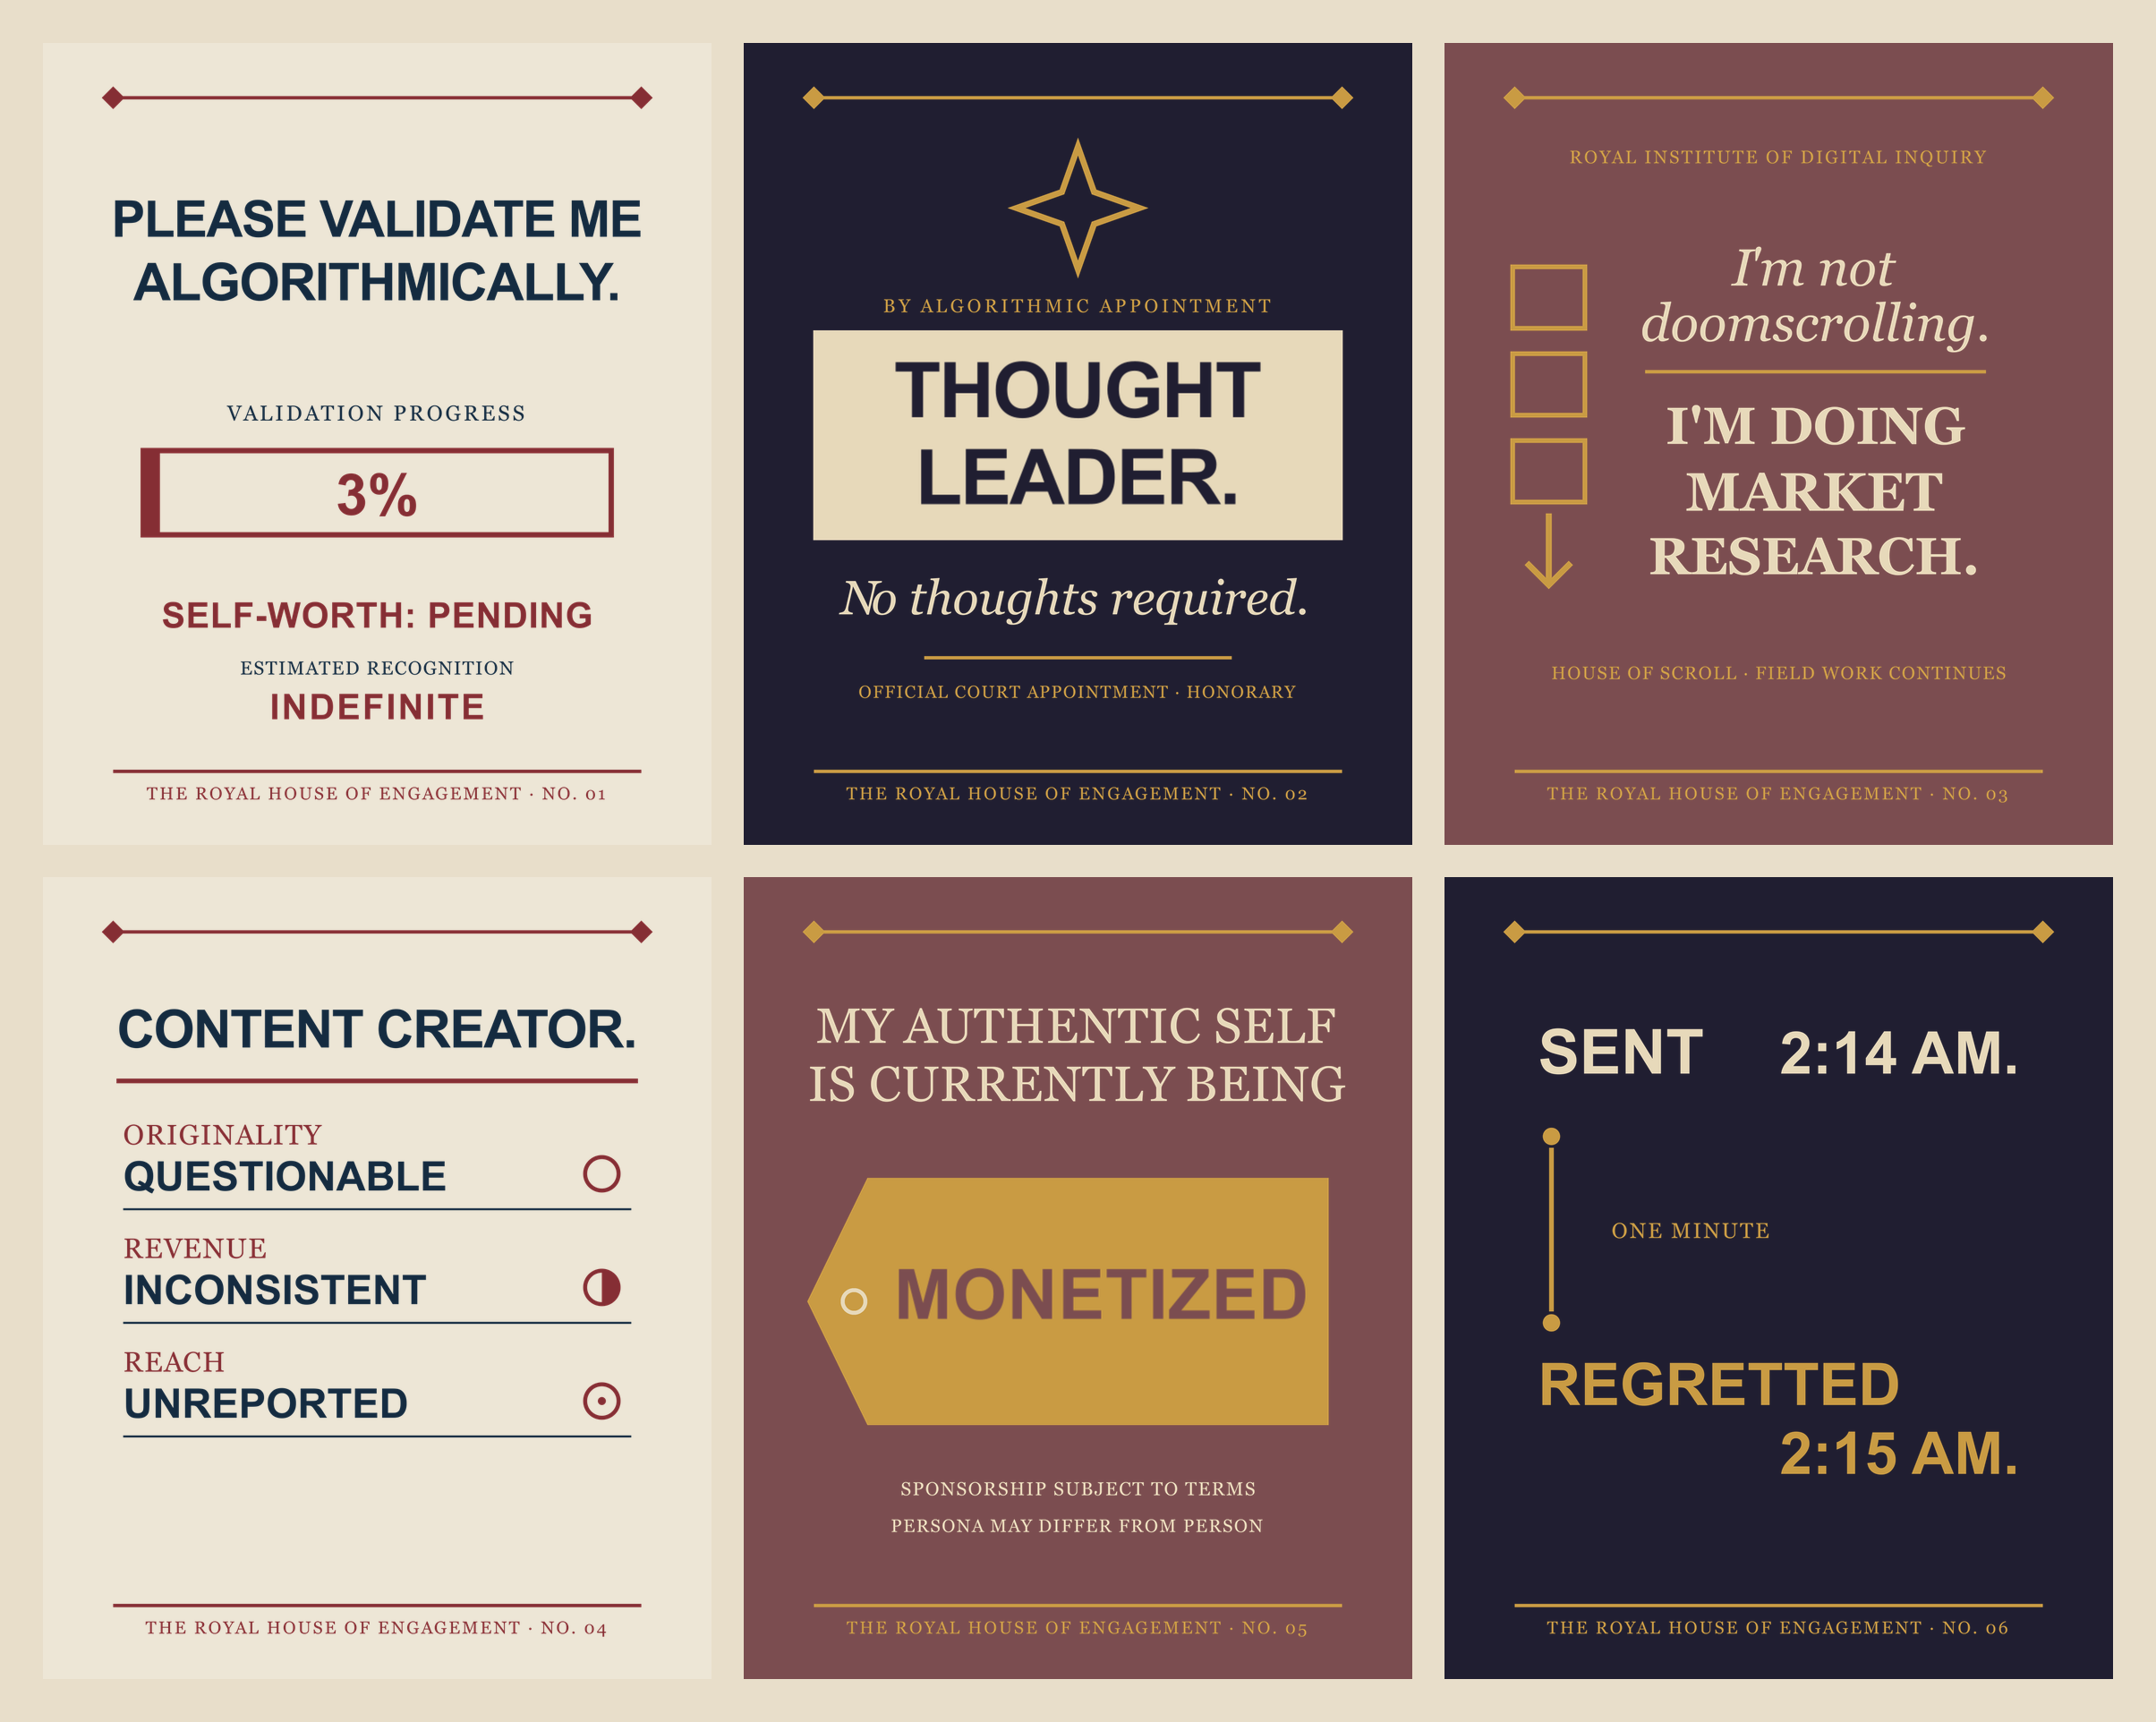 PLEASE VALIDATE ME
ALGORITHMICALLY.
VALIDATION PROGRESS
3%
SELF-WORTH: PENDING
ESTIMATED RECOGNITION
INDEFINITE
THE ROYAL HOUSE OF ENGAGEMENT · NO. 01
BY ALGORITHMIC APPOINTMENT
THOUGHT
LEADER.
No thoughts required.
OFFICIAL COURT APPOINTMENT · HONORARY
THE ROYAL HOUSE OF ENGAGEMENT · NO. 02
ROYAL INSTITUTE OF DIGITAL INQUIRY
I'm not
doomscrolling.
I'M DOING
MARKET
RESEARCH.
HOUSE OF SCROLL · FIELD WORK CONTINUES
THE ROYAL HOUSE OF ENGAGEMENT · NO. 03
CONTENT CREATOR.
ORIGINALITY
QUESTIONABLE
REVENUE
INCONSISTENT
REACH
UNREPORTED
THE ROYAL HOUSE OF ENGAGEMENT · NO. 04
MY AUTHENTIC SELF
IS CURRENTLY BEING
MONETIZED
SPONSORSHIP SUBJECT TO TERMS
PERSONA MAY DIFFER FROM PERSON
THE ROYAL HOUSE OF ENGAGEMENT · NO. 05
SENT 2:14 AM.
ONE MINUTE
REGRETTED
2:15 AM.
THE ROYAL HOUSE OF ENGAGEMENT · NO. 06